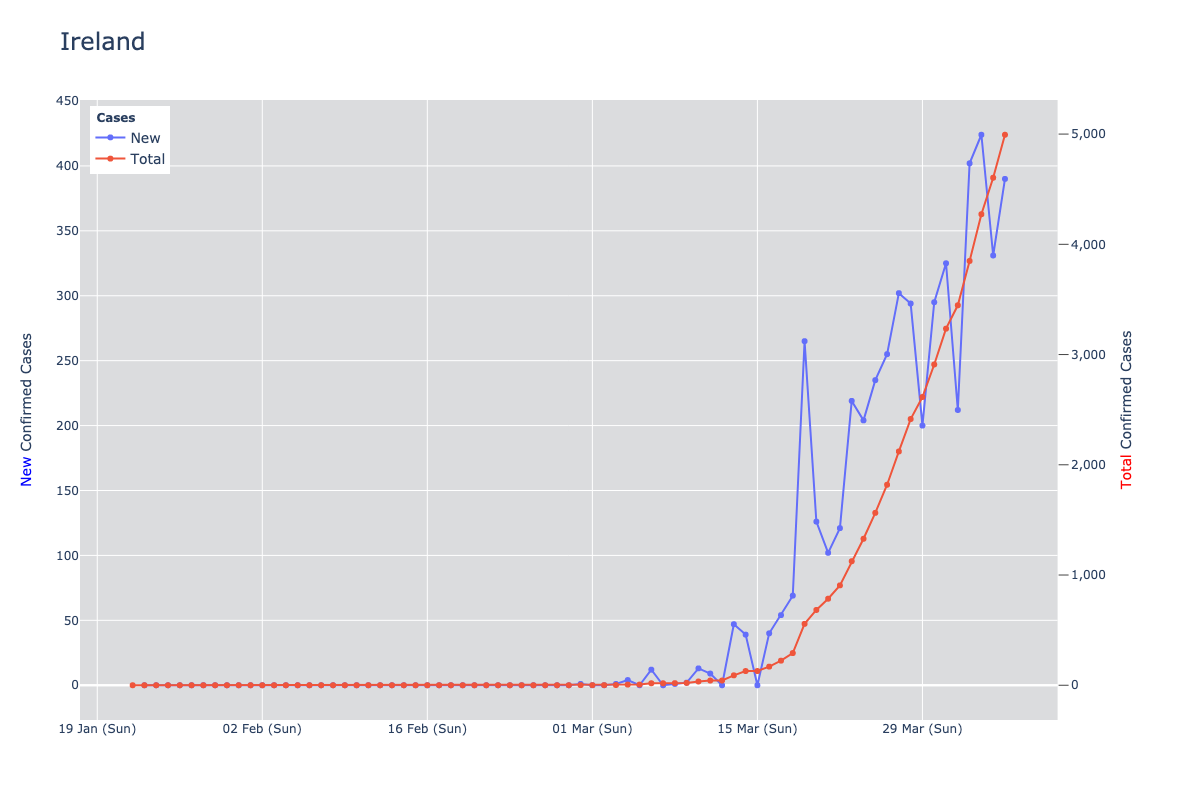 Ireland
450
400
350
300
250
200
150
100
50
0
Cases
New
Total
5,000
4,000
3,000
2,000
1,000
0
New Confirmed Cases
Total Confirmed Cases
19 Jan (Sun)
02 Feb (Sun)
16 Feb (Sun)
01 Mar (Sun)
15 Mar (Sun)
29 Mar (Sun)